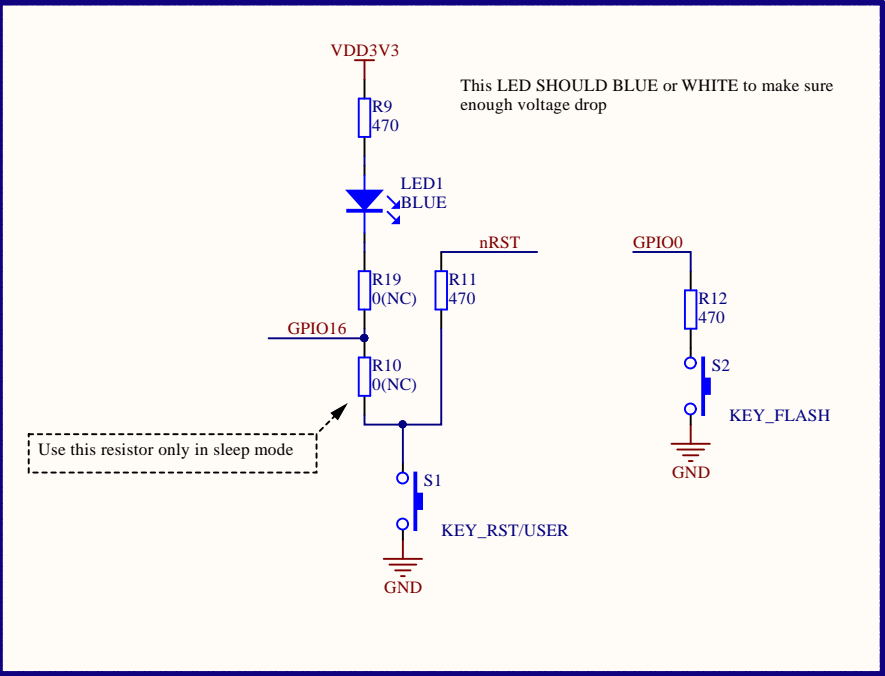 VDD3V3
R9
470
This LED SHOULD BLUE or WHITE to make sure
enough voltage drop
LED1
BLUE
nRST
GPIO0
R19
0(NC)
R11
470
R12
470
GPIO16
R10
0(NC)
S2
KEY_FLASH
Use this resistor only in sleep mode
GND
S1
KEY_RST/USER
GND